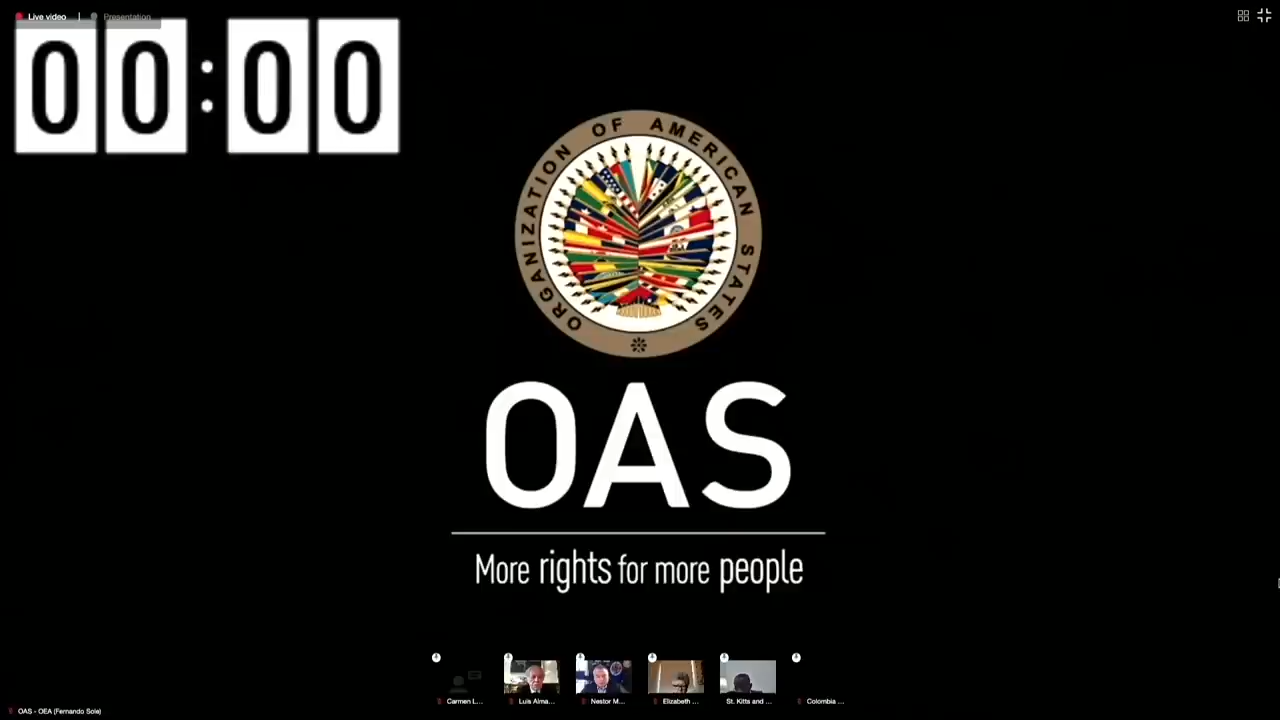 Live video | Presentation
00:00
ORGANIZATION OF AMERICAN STATES
OAS
More rights for more people
Carmen L...
Luis Alma...
Nestor M...
Elizabeth ...
St. Kitts and ...
Colombia ...
OAS - OEA (Fernando Sole)